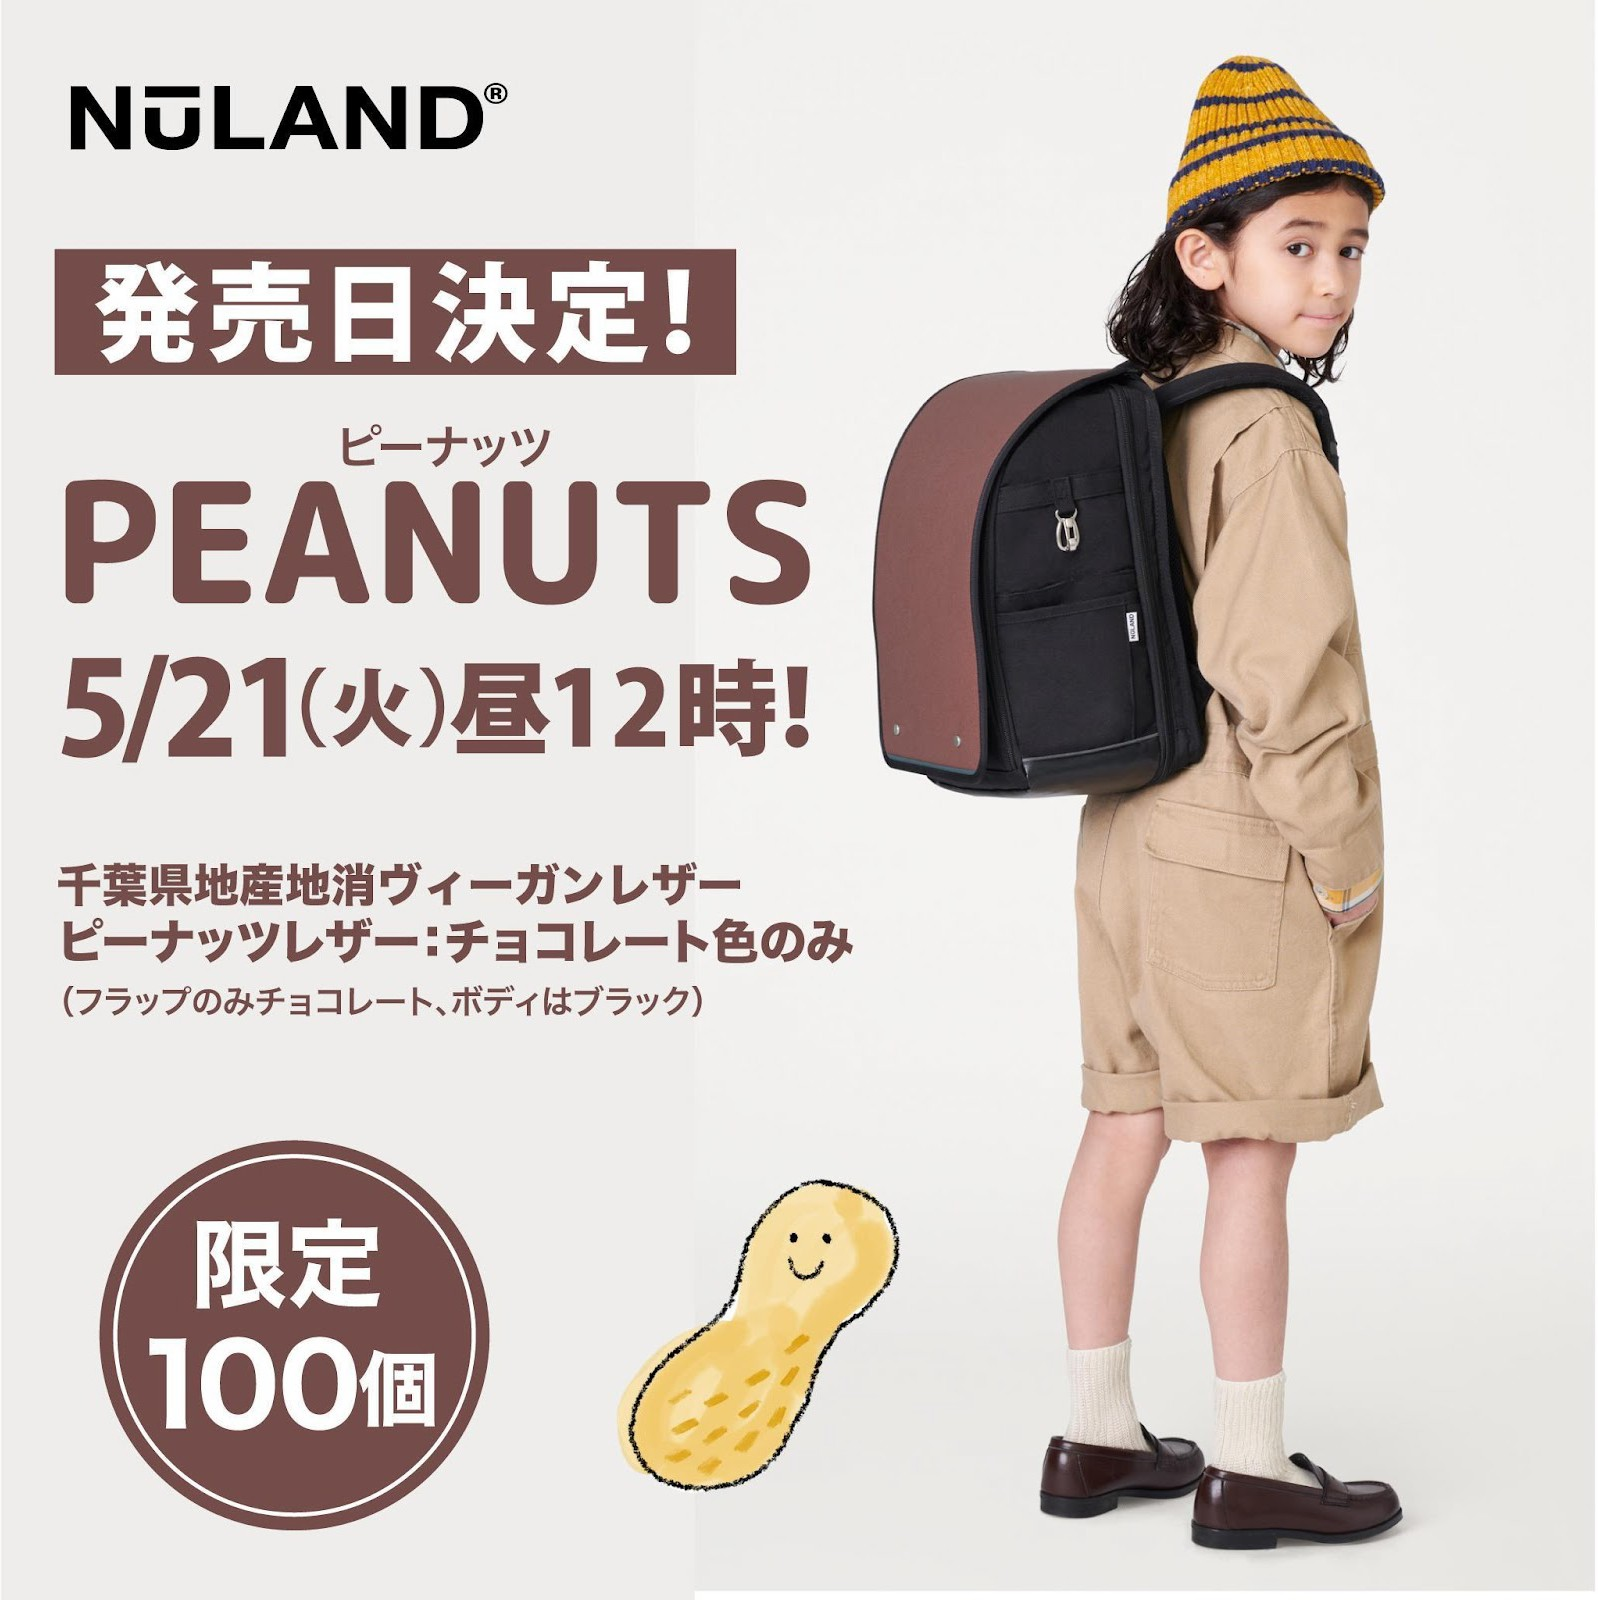 NūLAND®
発売日決定！
ピーナッツ
PEANUTS
5/21（火）昼12時！
千葉県地産地消ヴィーガンレザー
ピーナッツレザー：チョコレート色のみ
（フラップのみチョコレート、ボディはブラック）
限定
100個
NūLAND